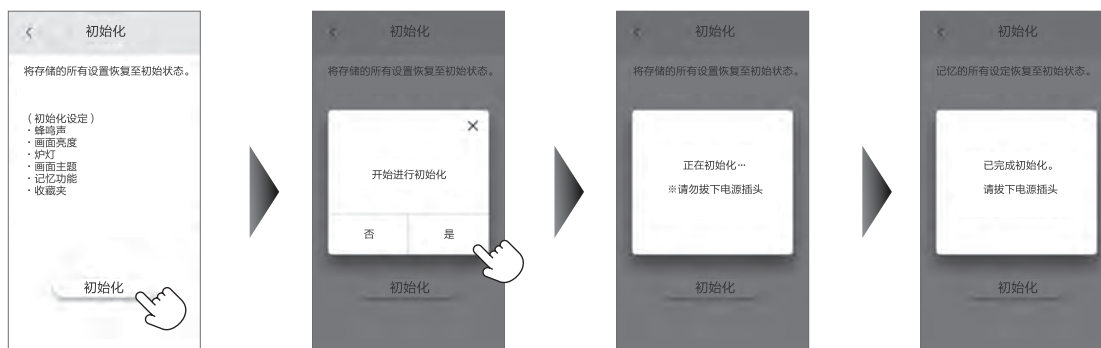 初始化
将存储的所有设置恢复至初始状态。
(初始化设定)
·蜂鸣声
·画面亮度
·炉灯
·画面主题
·记忆功能
·收藏夹
初始化
初始化
将存储的所有设置恢复至初始状态。
开始进行初始化
否 是
初始化
初始化
将存储的所有设置恢复至初始状态。
正在初始化…
※请勿拔下电源插头
初始化
初始化
记忆的所有设定恢复至初始状态。
已完成初始化。
请拔下电源插头
初始化